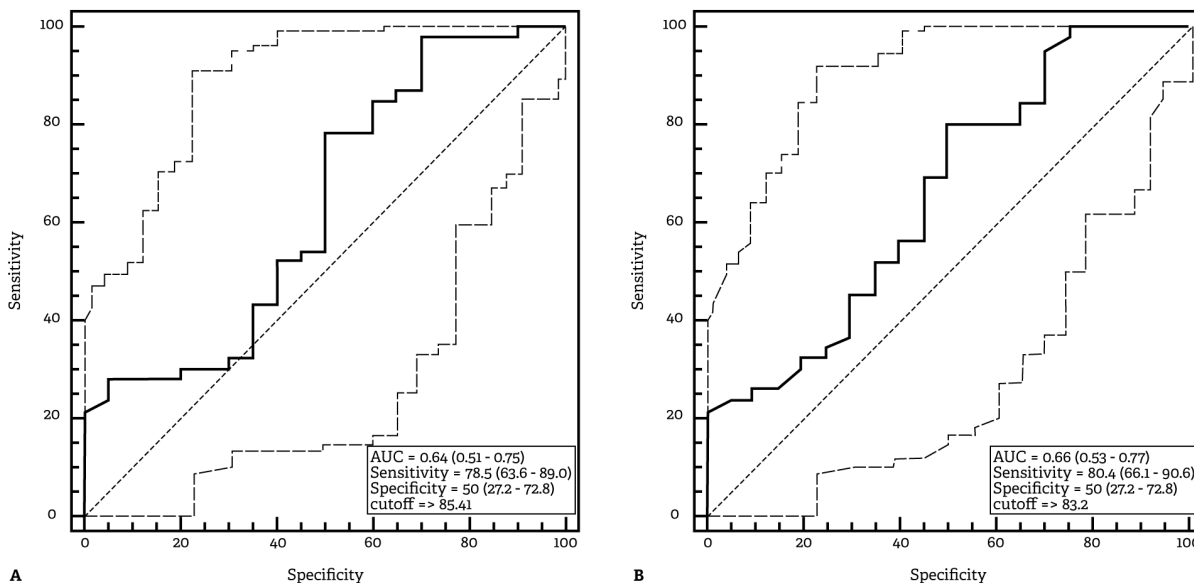 A
100
80
60
40
20
0
Sensitivity
0
20
40
60
80
100
Specificity
AUC = 0.64 (0.51 - 0.75)
Sensitivity = 78.5 (63.6 - 89.0)
Specificity = 50 (27.2 - 72.8)
cutoff => 85.41
B
100
80
60
40
20
0
Sensitivity
0
20
40
60
80
100
Specificity
AUC = 0.66 (0.53 - 0.77)
Sensitivity = 80.4 (66.1 - 90.6)
Specificity = 50 (27.2 - 72.8)
cutoff => 83.2